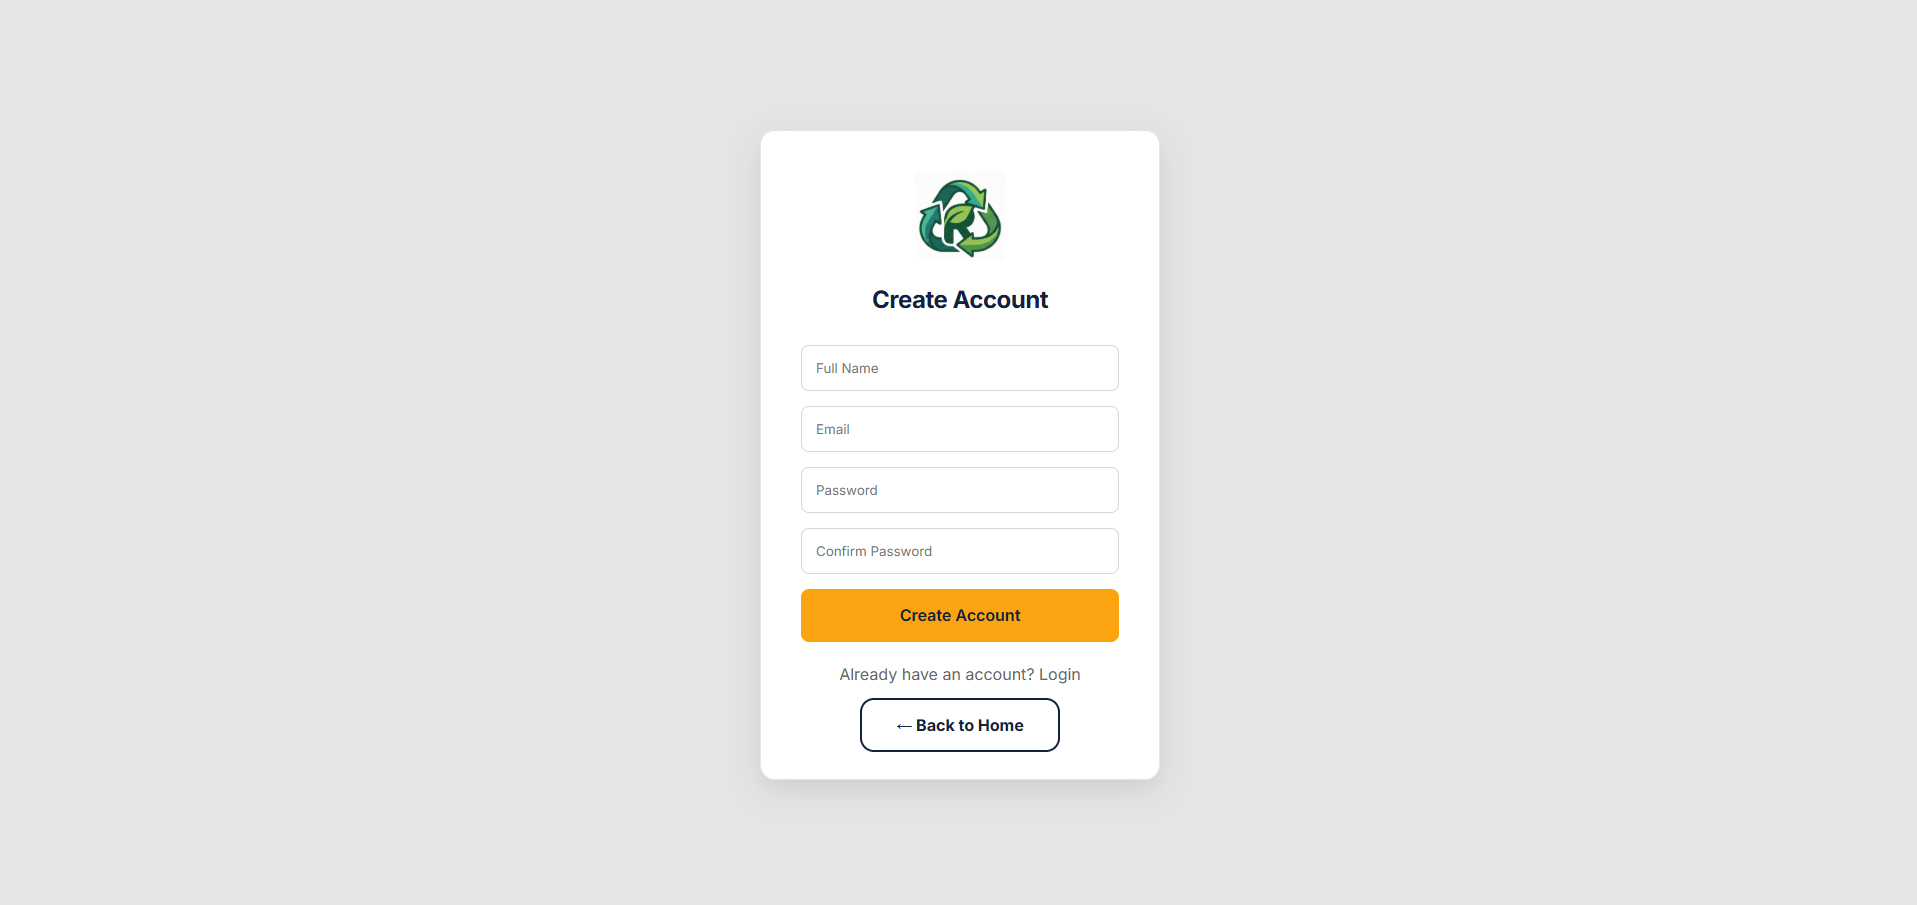 R
Create Account
Full Name
Email
Password
Confirm Password
Create Account
Already have an account? Login
← Back to Home